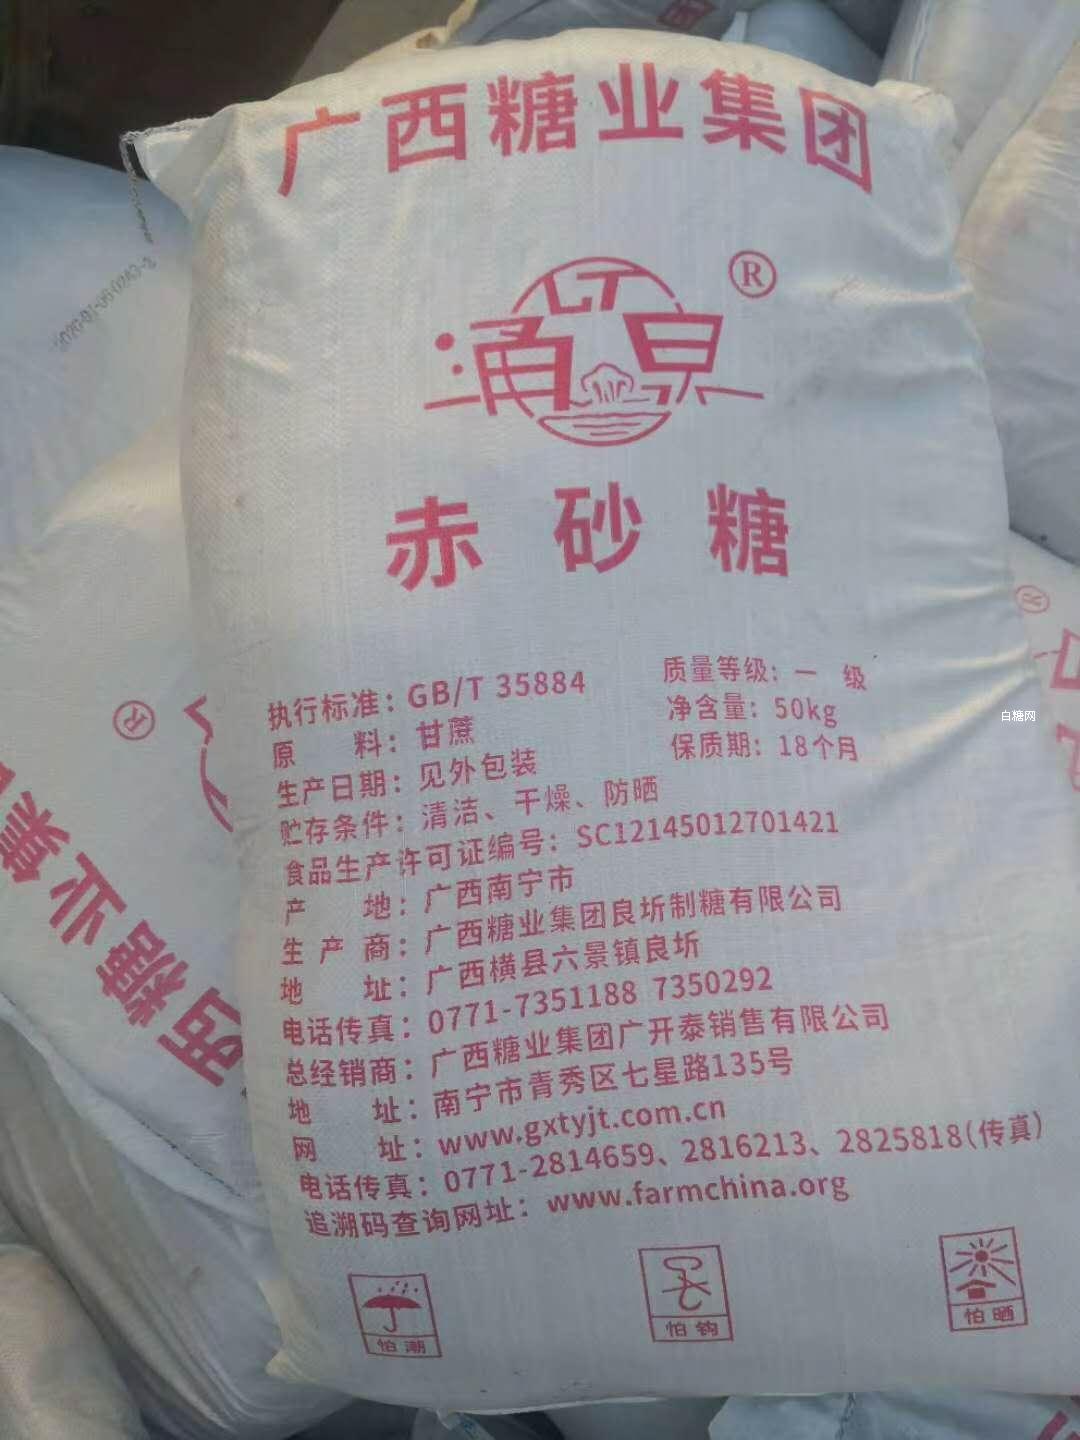 广西糖业集团
LT
®
涌泉
赤砂糖
执行标准：GB/T 35884
质量等级：一 级
原 料：甘蔗
净含量：50kg
生产日期：见外包装
保质期：18个月
贮存条件：清洁、干燥、防晒
食品生产许可证编号：SC12145012701421
产 地：广西南宁市
生 产 商：广西糖业集团良圻制糖有限公司
地 址：广西横县六景镇良圻
电话传真：0771-7351188 7350292
总经销商：广西糖业集团广开泰销售有限公司
地 址：南宁市青秀区七星路135号
网 址：www.gxtyjt.com.cn
电话传真：0771-2814659、2816213、2825818(传真)
追溯码查询网址：www.farmchina.org
怕潮
怕钩
怕晒
白糖网
®
西糖业集
®